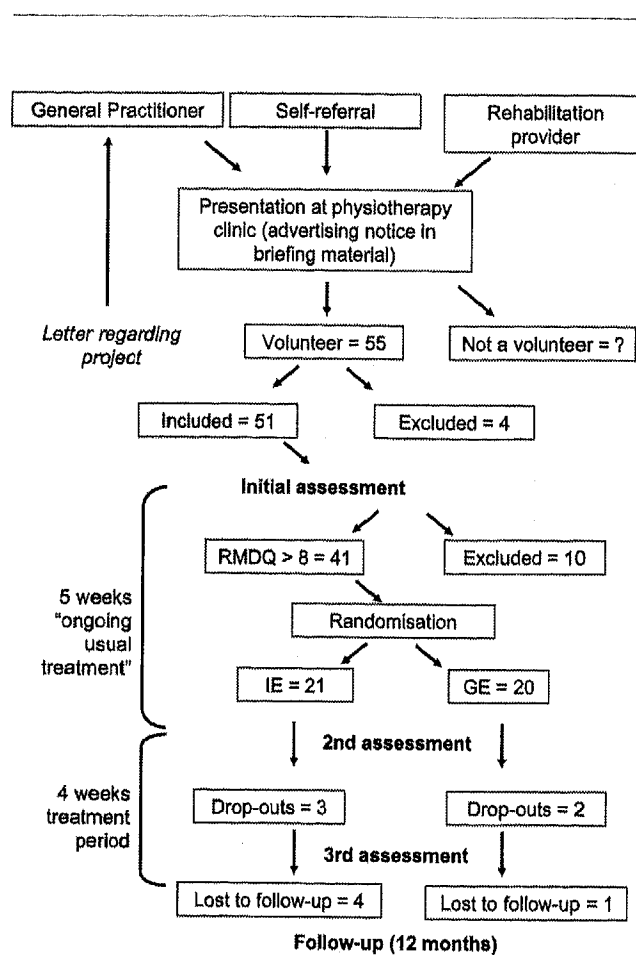 General Practitioner
Self-referral
Rehabilitation
provider
Presentation at physiotherapy
clinic (advertising notice in
briefing material)
Letter regarding
project
Volunteer = 55
Not a volunteer = ?
Included = 51
Excluded = 4
Initial assessment
RMDQ > 8 = 41
Excluded = 10
5 weeks
"ongoing
usual
treatment"
Randomisation
IE = 21
GE = 20
2nd assessment
4 weeks
treatment
period
Drop-outs = 3
Drop-outs = 2
3rd assessment
Lost to follow-up = 4
Lost to follow-up = 1
Follow-up (12 months)